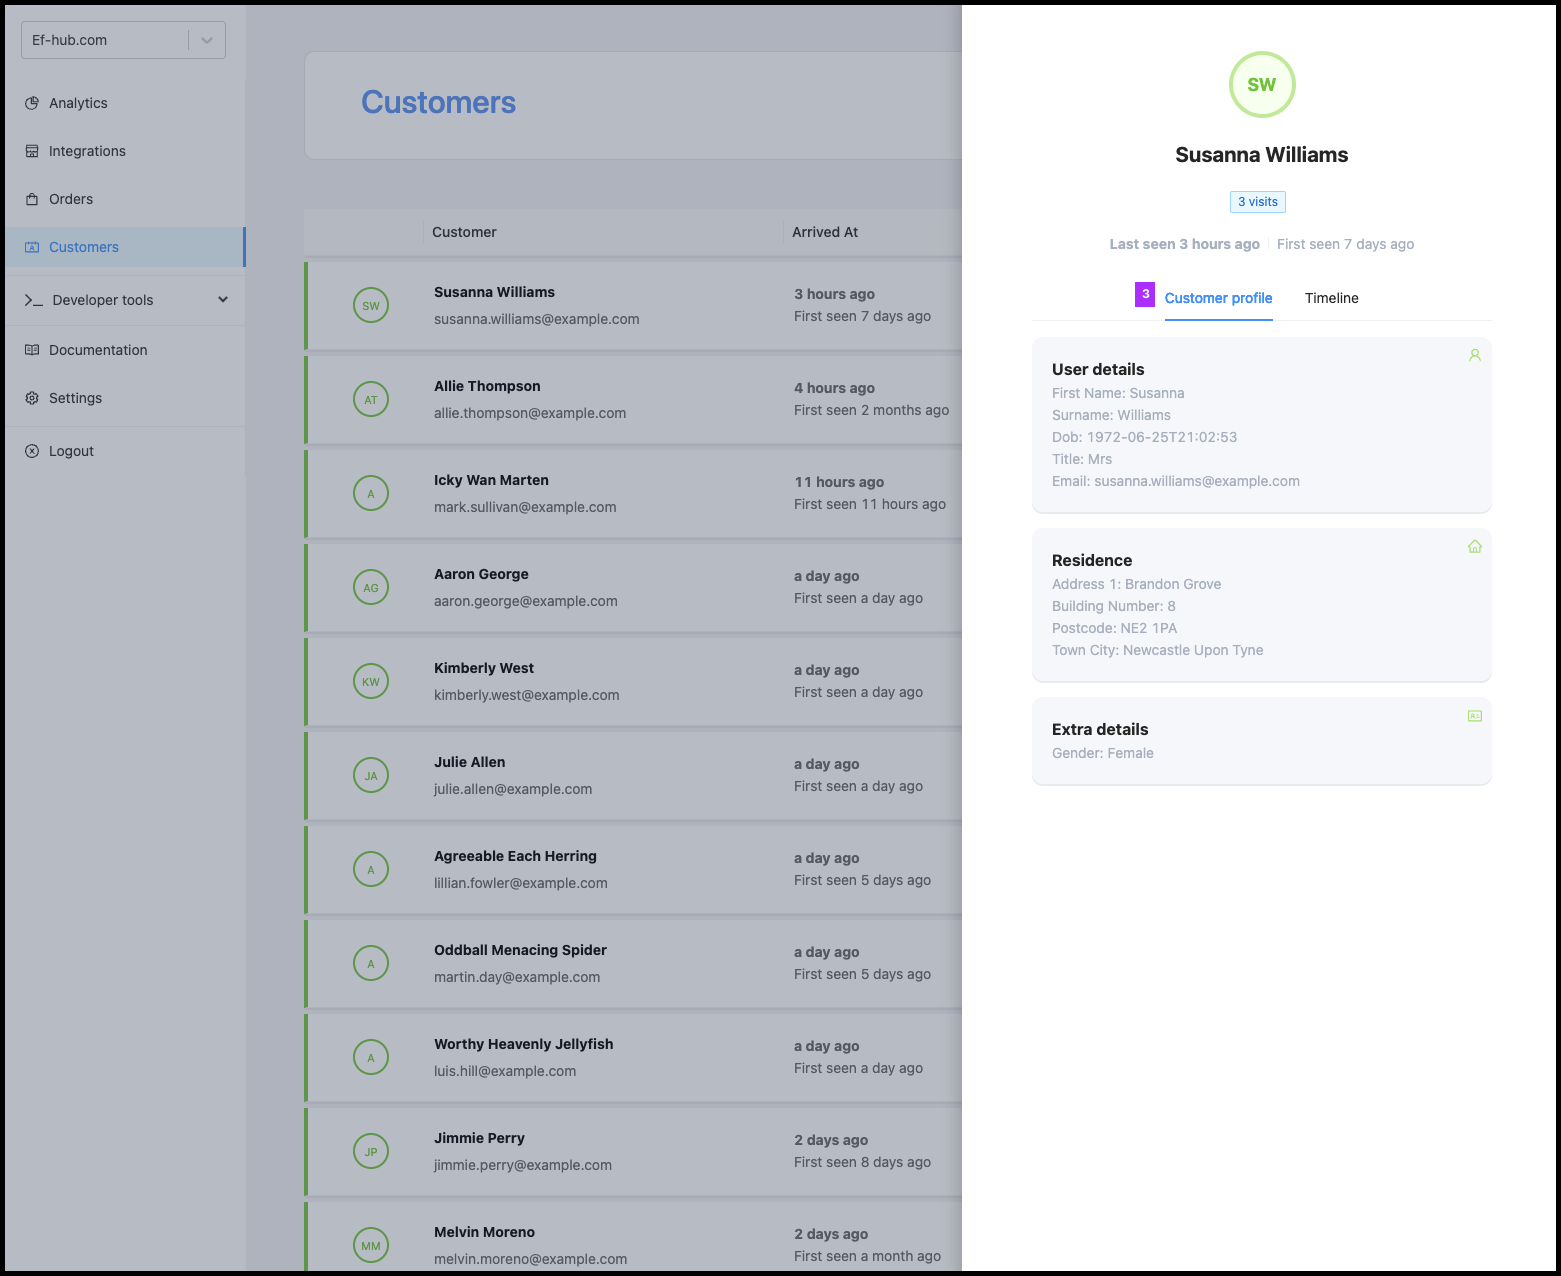 Ef-hub.com
Analytics
Integrations
Orders
Customers
Developer tools
Documentation
Settings
Logout
Customers
Customer Arrived At
SW Susanna Williams 3 hours ago
susanna.williams@example.com First seen 7 days ago
AT Allie Thompson 4 hours ago
allie.thompson@example.com First seen 2 months ago
A Icky Wan Marten 11 hours ago
mark.sullivan@example.com First seen 11 hours ago
AG Aaron George a day ago
aaron.george@example.com First seen a day ago
KW Kimberly West a day ago
kimberly.west@example.com First seen a day ago
JA Julie Allen a day ago
julie.allen@example.com First seen a day ago
A Agreeable Each Herring a day ago
lillian.fowler@example.com First seen 5 days ago
A Oddball Menacing Spider a day ago
martin.day@example.com First seen 5 days ago
A Worthy Heavenly Jellyfish a day ago
luis.hill@example.com First seen a day ago
JP Jimmie Perry 2 days ago
jimmie.perry@example.com First seen 8 days ago
MM Melvin Moreno 2 days ago
melvin.moreno@example.com First seen a month ago
SW
Susanna Williams
3 visits
Last seen 3 hours ago First seen 7 days ago
3 Customer profile Timeline
User details
First Name: Susanna
Surname: Williams
Dob: 1972-06-25T21:02:53
Title: Mrs
Email: susanna.williams@example.com
Residence
Address 1: Brandon Grove
Building Number: 8
Postcode: NE2 1PA
Town City: Newcastle Upon Tyne
Extra details
Gender: Female